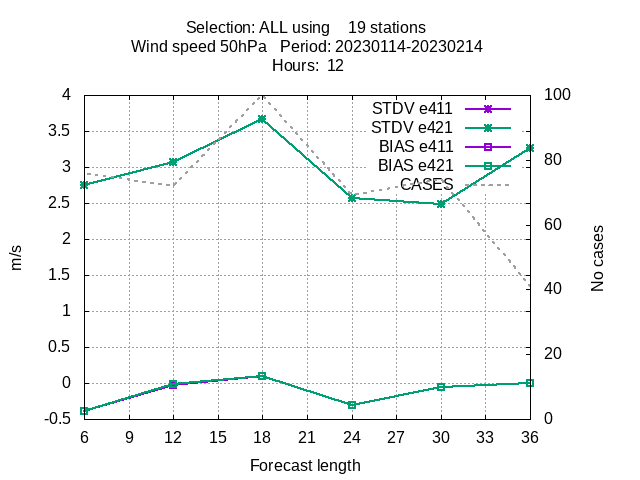 Selection: ALL using    19 stations
Wind speed 50hPa   Period: 20230114-20230214
Hours:  12
STDV e411
STDV e421
BIAS e411
BIAS e421
CASES
4
3.5
3
2.5
2
1.5
1
0.5
0
-0.5
m/s
100
80
60
40
20
0
No cases
6 9 12 15 18 21 24 27 30 33 36
Forecast length